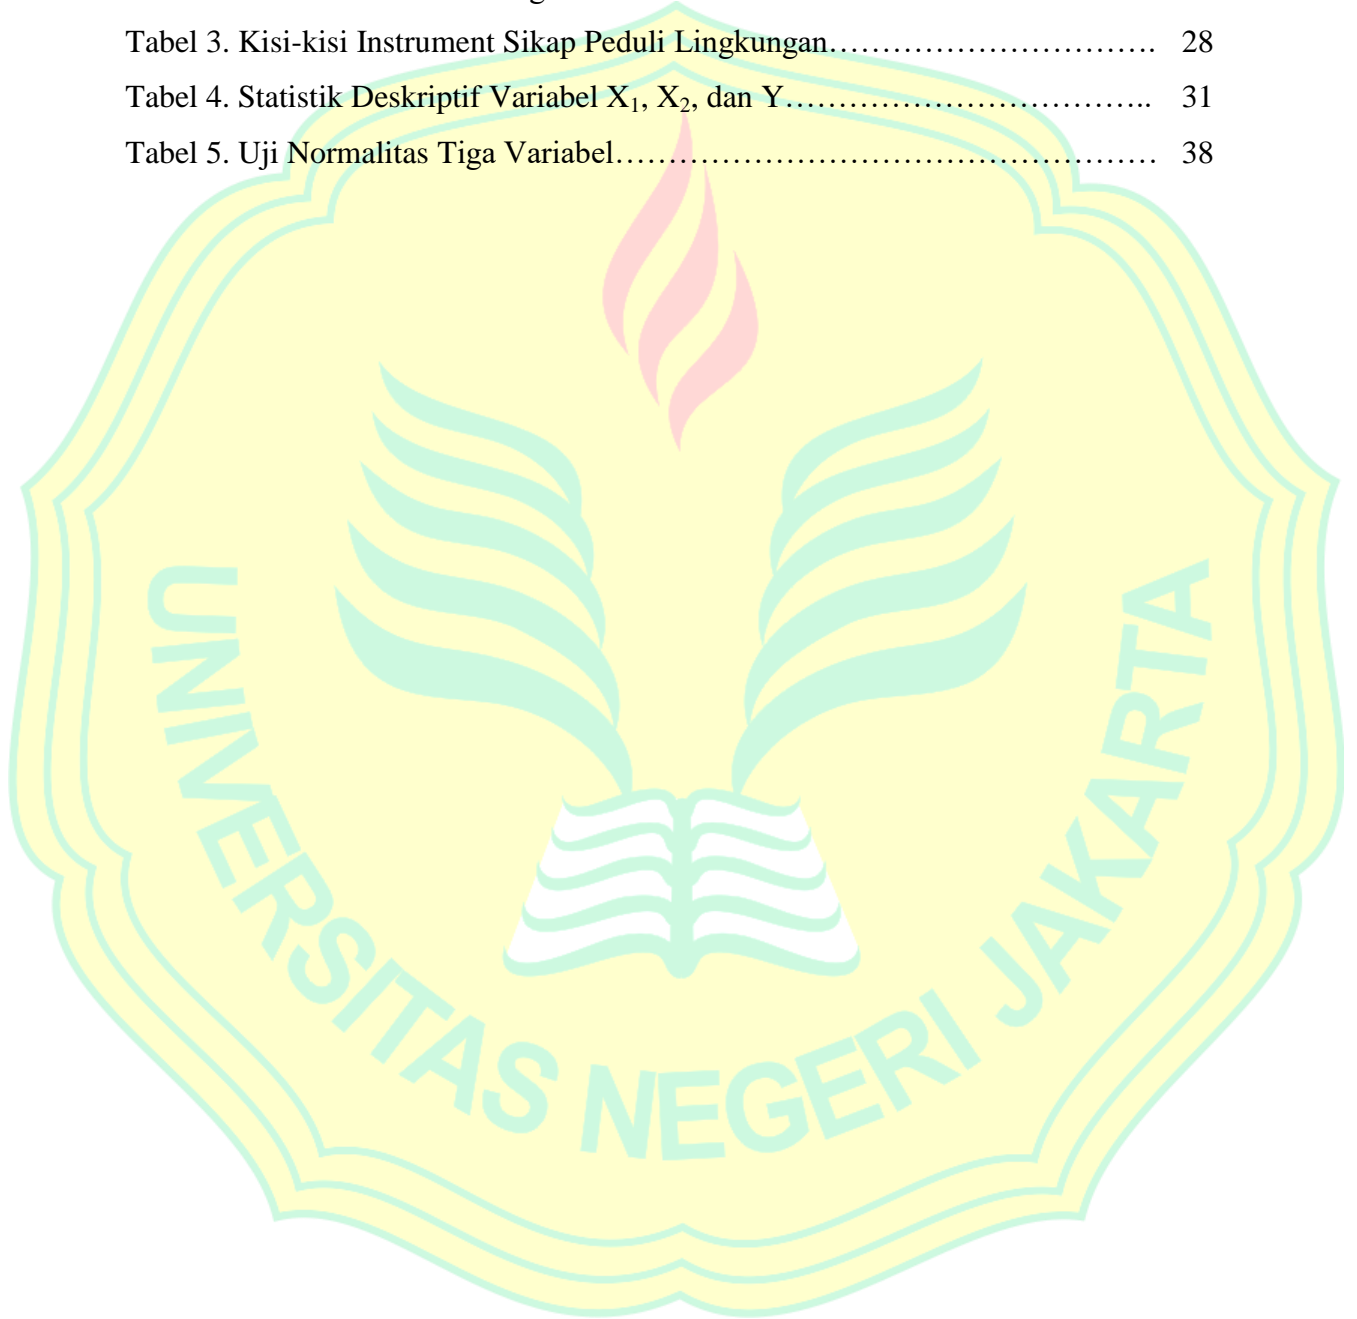 Tabel 3. Kisi-kisi Instrument Sikap Peduli Lingkungan…………………………. 28
Tabel 4. Statistik Deskriptif Variabel X₁, X₂, dan Y…………………………….. 31
Tabel 5. Uji Normalitas Tiga Variabel…………………………………………… 38
UNIVERSITAS NEGERI JAKARTA